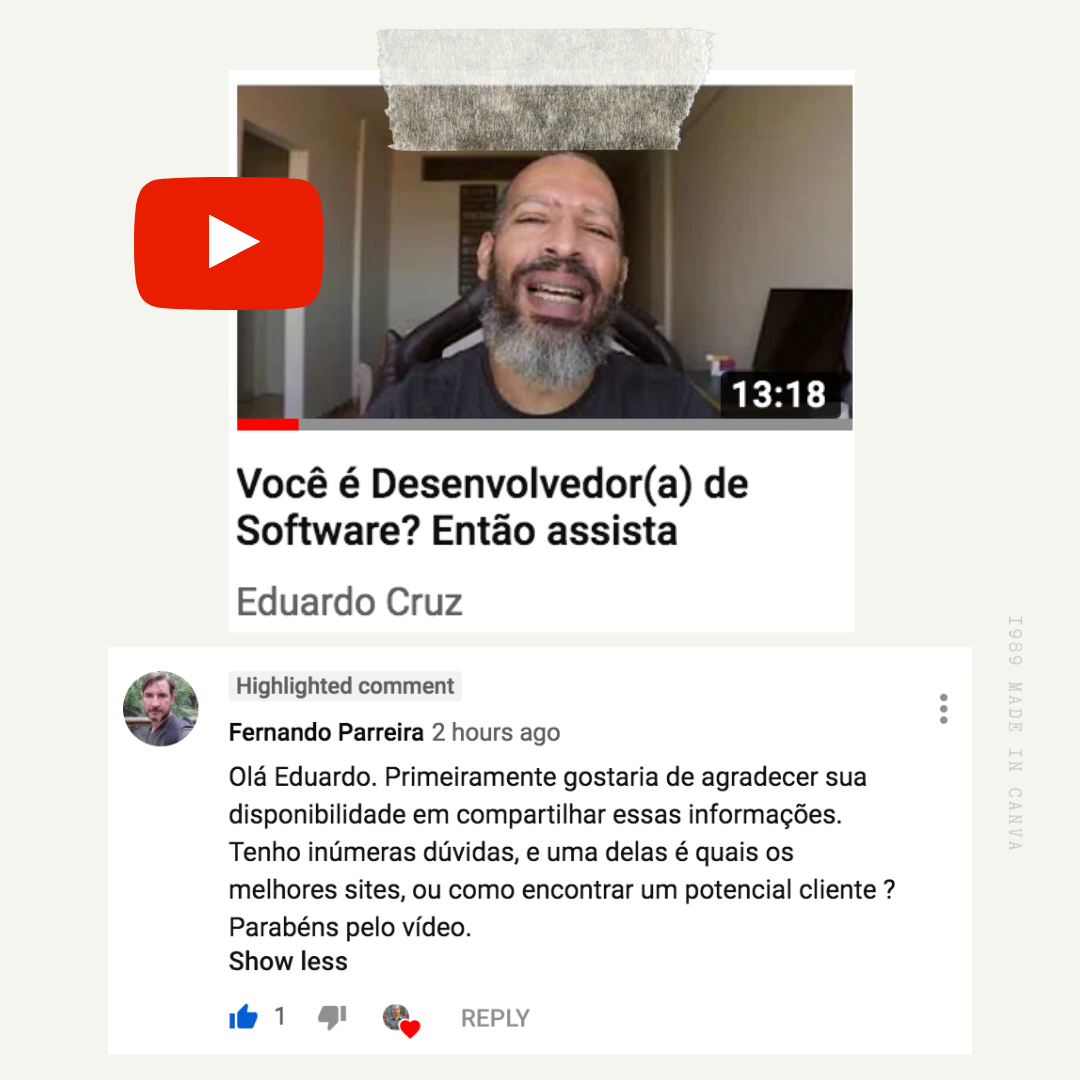 13:18
Você é Desenvolvedor(a) de
Software? Então assista
Eduardo Cruz
Highlighted comment
Fernando Parreira 2 hours ago
Olá Eduardo. Primeiramente gostaria de agradecer sua
disponibilidade em compartilhar essas informações.
Tenho inúmeras dúvidas, e uma delas é quais os
melhores sites, ou como encontrar um potencial cliente ?
Parabéns pelo vídeo.
Show less
1
REPLY
1989 MADE IN CANVA